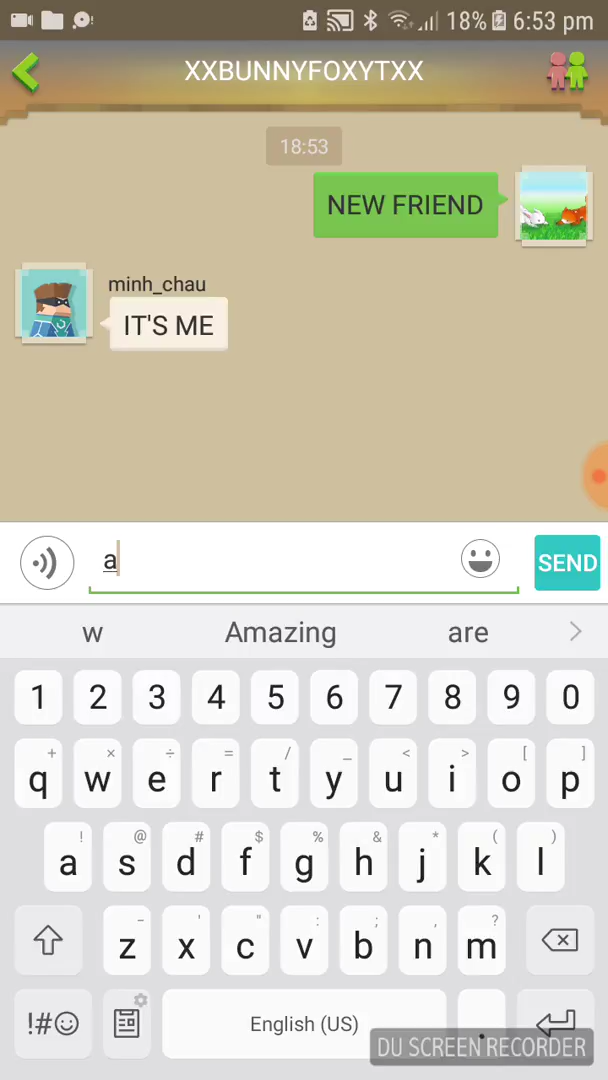 18% 6:53 pm
XXBUNNYFOXYTXX
18:53
NEW FRIEND
minh_chau
IT'S ME
a
SEND
w Amazing are
1 2 3 4 5 6 7 8 9 0
+ × ÷ = / _ < > [ ]
q w e r t y u i o p
! @ # $ % & * ( )
a s d f g h j k l
- ' " : ; , ?
z x c v b n m
!#☺ English (US) .
DU SCREEN RECORDER